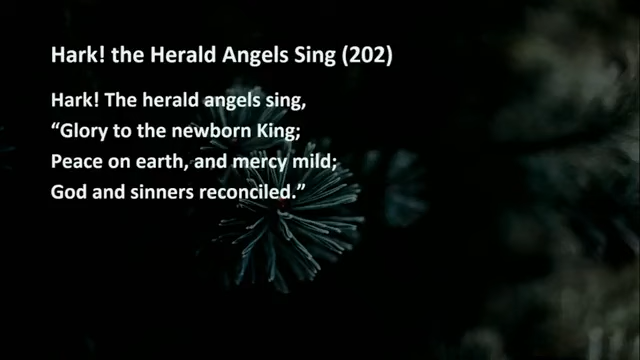 Hark! the Herald Angels Sing (202)
Hark! The herald angels sing,
“Glory to the newborn King;
Peace on earth, and mercy mild;
God and sinners reconciled.”